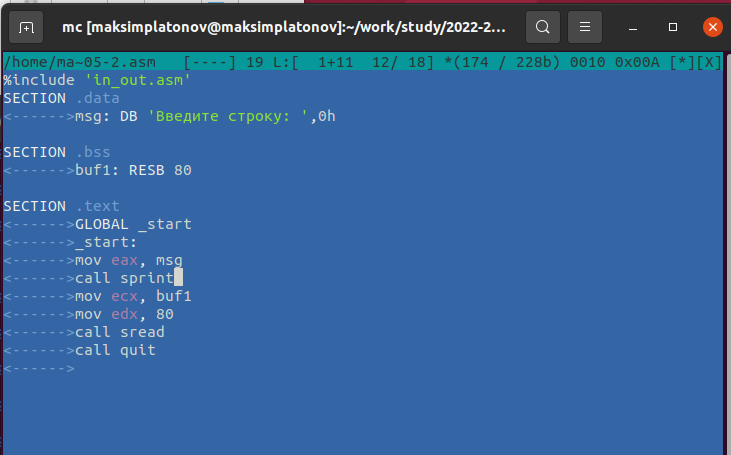 mc [maksimplatonov@maksimplatonov]:~/work/study/2022-2...
/home/ma~05-2.asm   [----] 19 L:[  1+11  12/ 18] *(174 / 228b) 0010 0x00A [*][X]
%include 'in_out.asm'
SECTION .data
<------>msg: DB 'Введите строку: ',0h
SECTION .bss
<------>buf1: RESB 80
SECTION .text
<------>GLOBAL _start
<------>_start:
<------>mov eax, msg
<------>call sprint
<------>mov ecx, buf1
<------>mov edx, 80
<------>call sread
<------>call quit
<------>